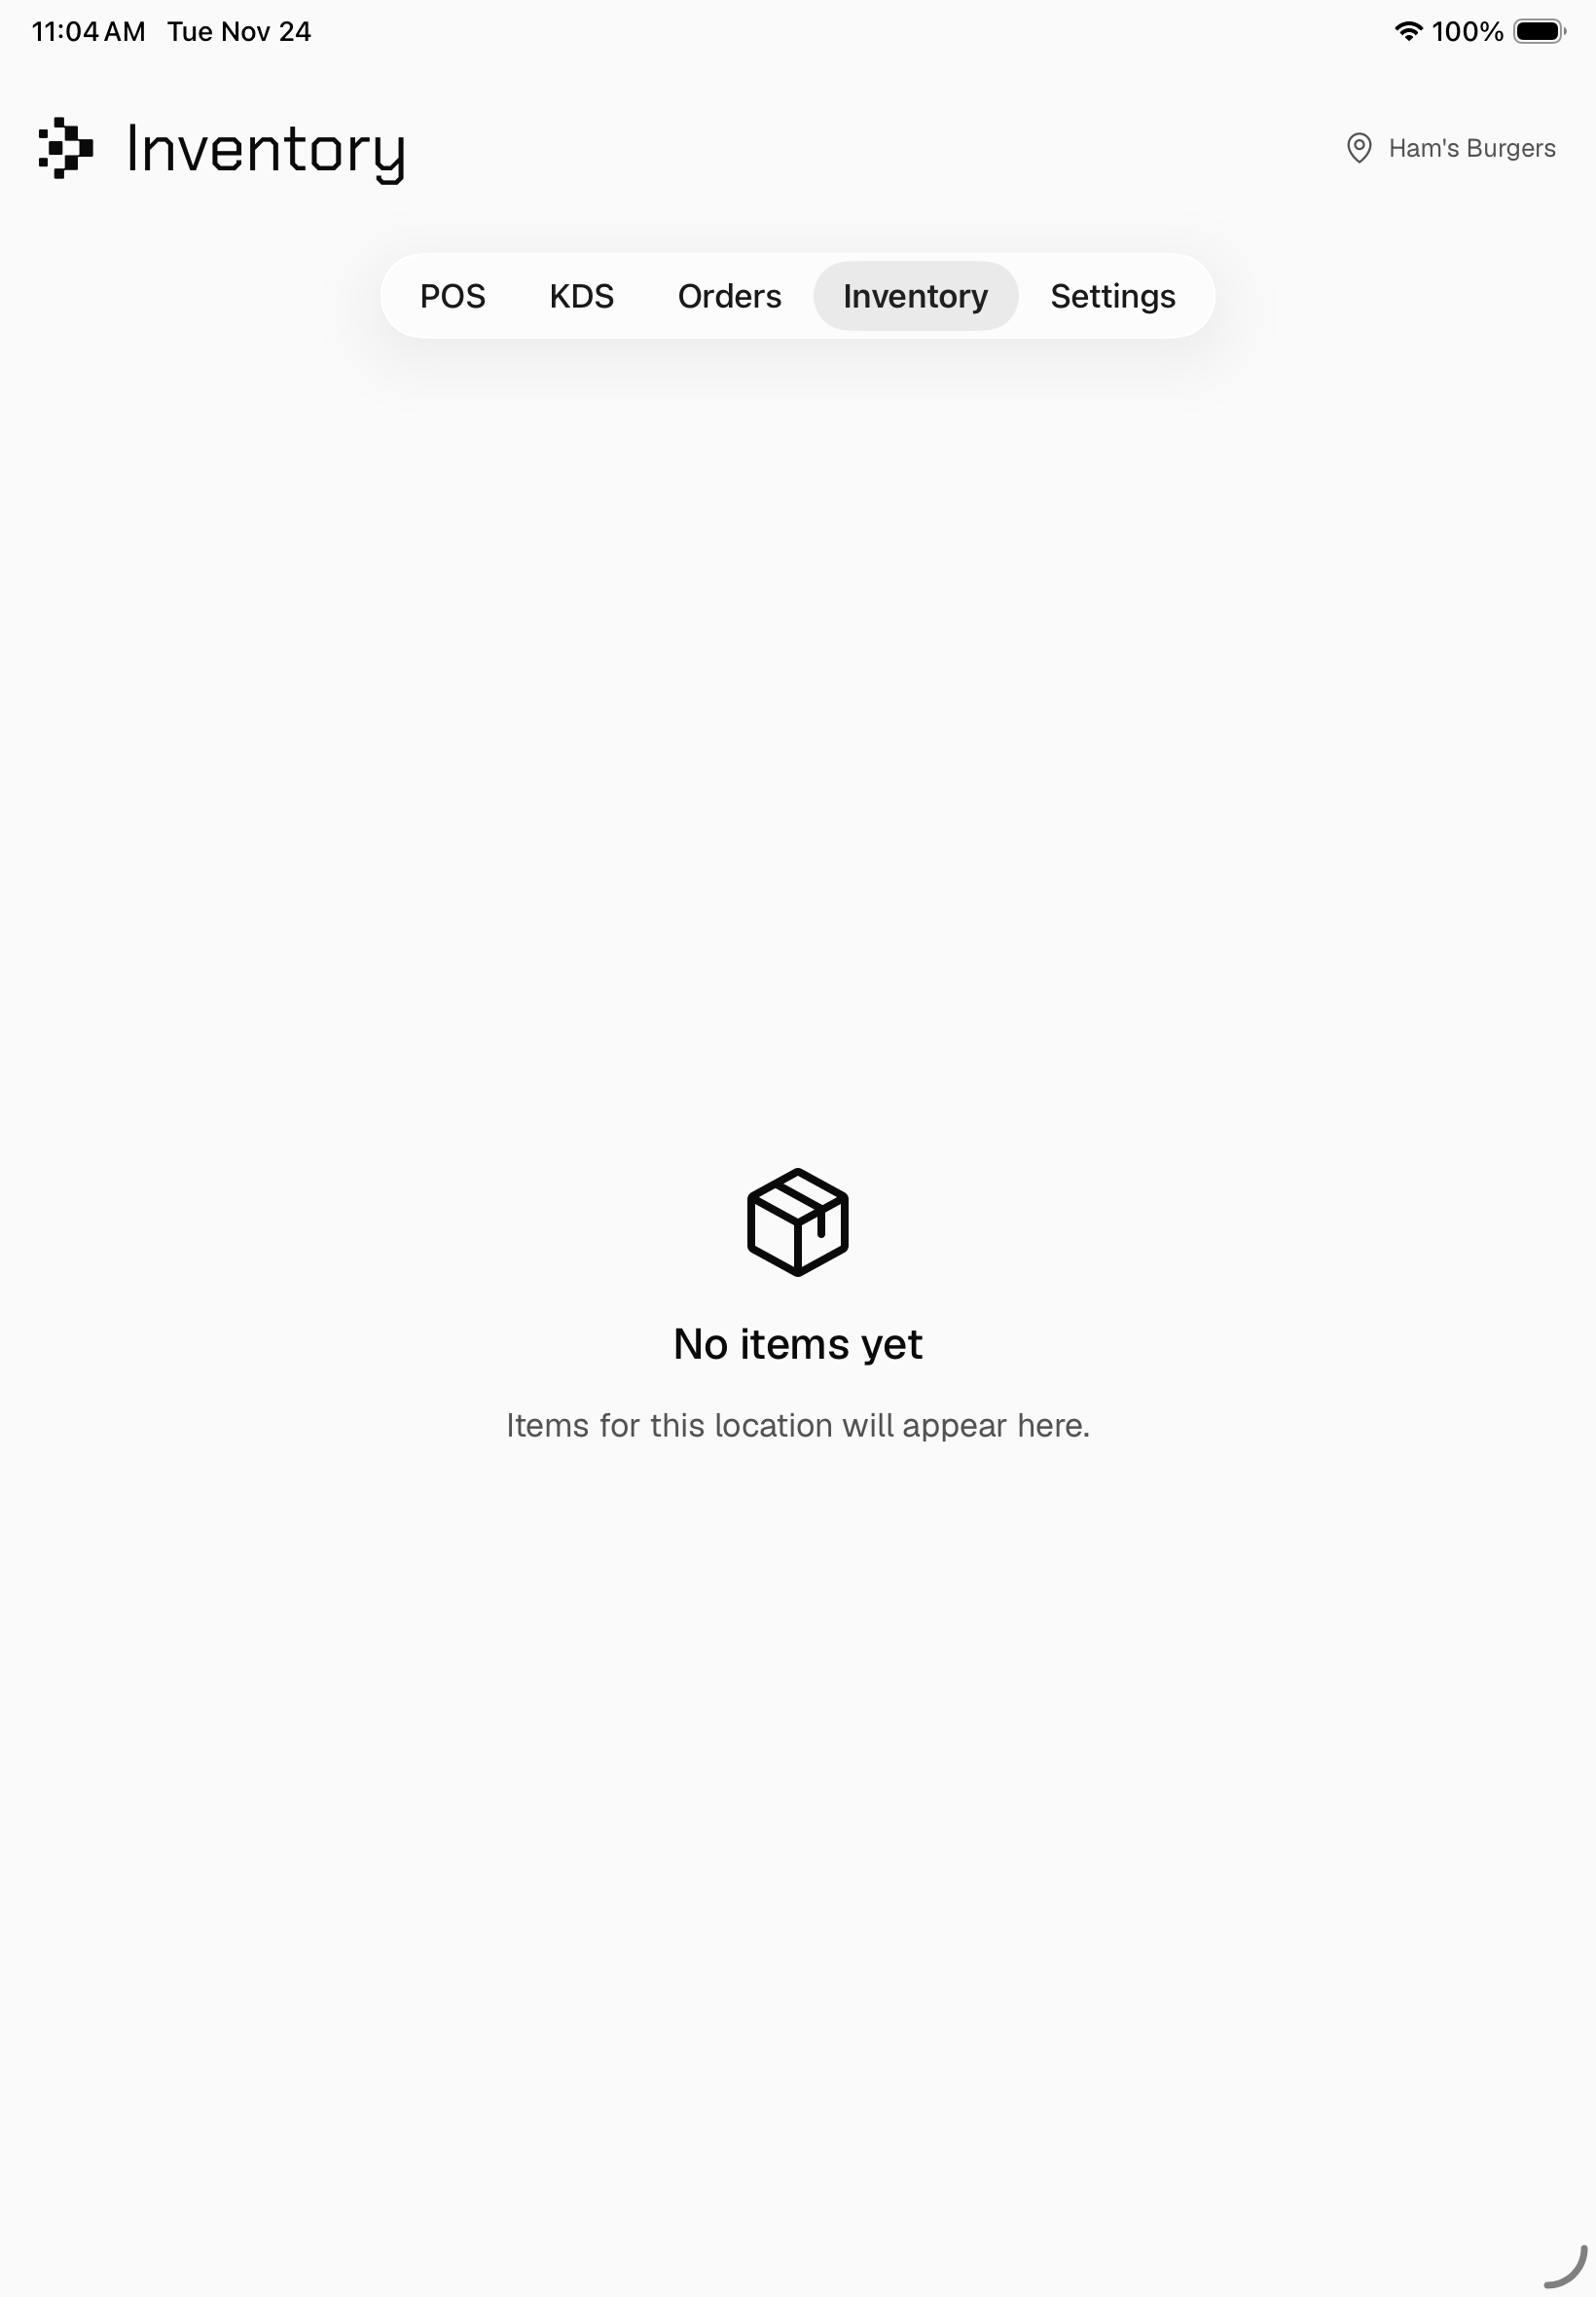 11:04 AM Tue Nov 24 100%
Inventory
Ham's Burgers
POS KDS Orders Inventory Settings
No items yet
Items for this location will appear here.